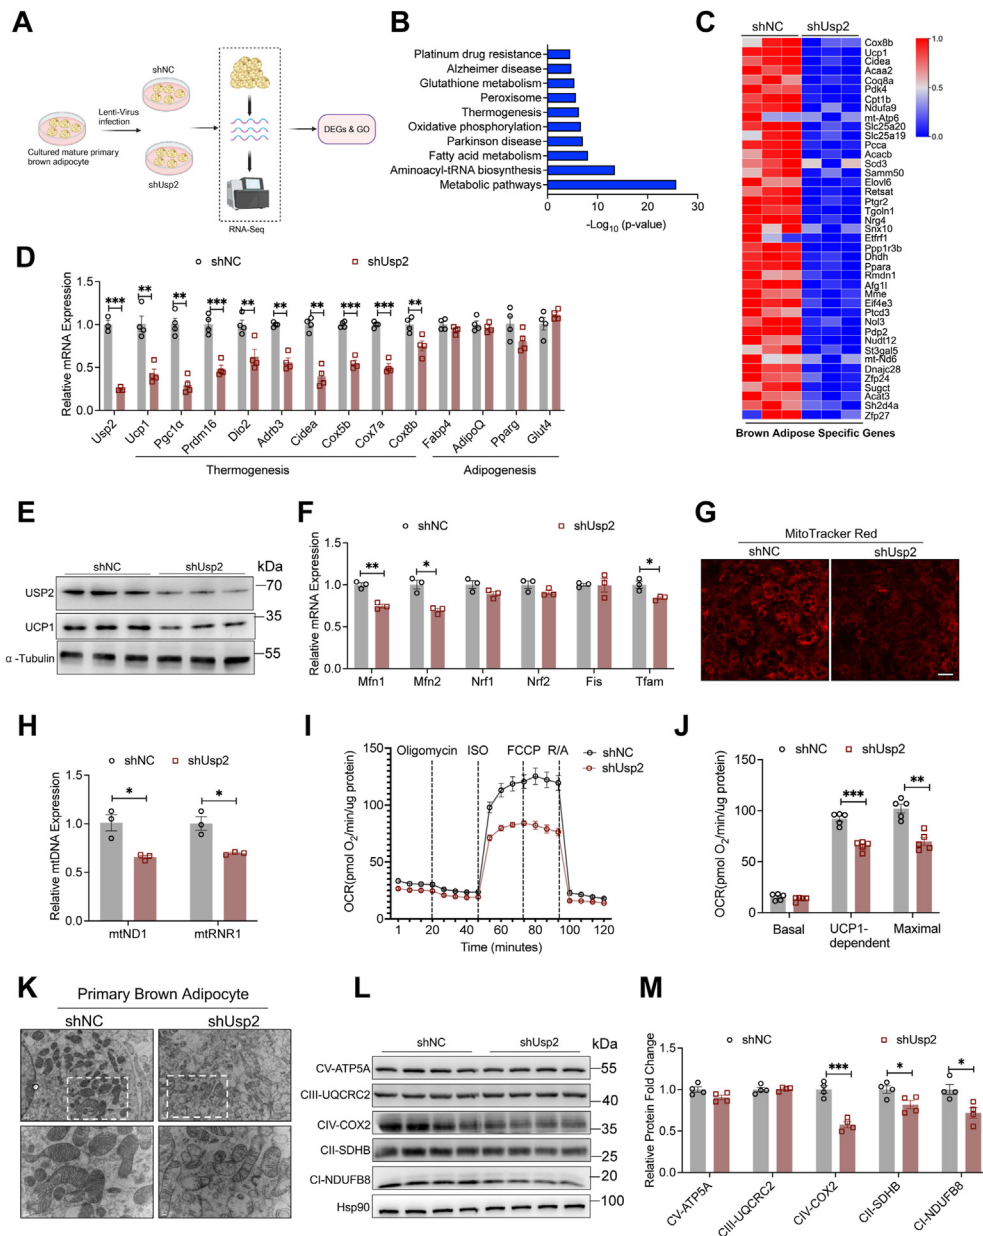 A
shNC
Lenti-Virus
infection
Cultured mature primary
brown adipocyte
shUsp2
RNA-Seq
DEGs & GO
B
Platinum drug resistance
Alzheimer disease
Glutathione metabolism
Peroxisome
Thermogenesis
Oxidative phosphorylation
Parkinson disease
Fatty acid metabolism
Aminoacyl-tRNA biosynthesis
Metabolic pathways
0 5 10 15 20 25 30
-Log10 (p-value)
C
shNC shUsp2
Cox8b
Ucp1
Cidea
Acaa2
Coq8a
Pdk4
Cpt1b
Ndufa9
mt-Atp6
Slc25a20
Slc25a19
Pcca
Acacb
Scd3
Samm50
Elovl6
Retsat
Ptgr2
Tgoln1
Nrg4
Snx10
Etfrf1
Ppp1r3b
Dhdh
Ppara
Rmdn1
Afg1l
Mme
Eif4e3
Ptcd3
Nol3
Pdp2
Nudt12
St3gal5
mt-Nd6
Dnajc28
Zfp24
Sugct
Acat3
Sh2d4a
Zfp27
1.0
0.5
0.0
Brown Adipose Specific Genes
D
shNC shUsp2
Relative mRNA Expression
1.5
1.0
0.5
0.0
*** ** ** *** ** ** ** *** *** **
Usp2 Ucp1 Pgc1α Prdm16 Dio2 Adrb3 Cidea Cox5b Cox7a Cox8b Fabp4 AdipoQ Pparg Glut4
Thermogenesis Adipogenesis
E
shNC shUsp2 kDa
USP2 70
35
UCP1
α-Tubulin 55
F
shNC shUsp2
Relative mRNA Expression
1.5
1.0
0.5
0.0
** * *
Mfn1 Mfn2 Nrf1 Nrf2 Fis Tfam
G
MitoTracker Red
shNC shUsp2
H
shNC shUsp2
Relative mtDNA Expression
1.5
1.0
0.5
0.0
* *
mtND1 mtRNR1
I
OCR(pmol O2/min/ug protein)
150
100
50
0
Oligomycin ISO FCCP R/A
shNC
shUsp2
1 20 40 60 80 100 120
Time (minutes)
J
shNC shUsp2
OCR(pmol O2/min/ug protein)
150
100
50
0
*** **
Basal UCP1-dependent Maximal
K
Primary Brown Adipocyte
shNC shUsp2
L
shNC shUsp2 kDa
CV-ATP5A 55
CIII-UQCRC2 40
CIV-COX2 35
CII-SDHB 25
CI-NDUFB8 20
Hsp90 100
M
shNC shUsp2
Relative Protein Fold Change
2.0
1.5
1.0
0.5
0.0
*** * *
CV-ATP5A CIII-UQCRC2 CIV-COX2 CII-SDHB CI-NDUFB8